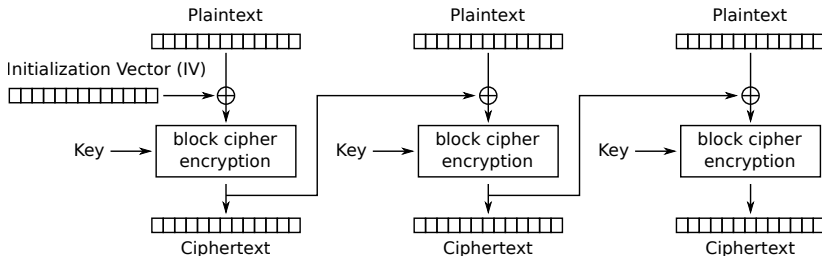 Plaintext
Plaintext
Plaintext
Initialization Vector (IV)
Key
block cipher
encryption
Key
block cipher
encryption
Key
block cipher
encryption
Ciphertext
Ciphertext
Ciphertext